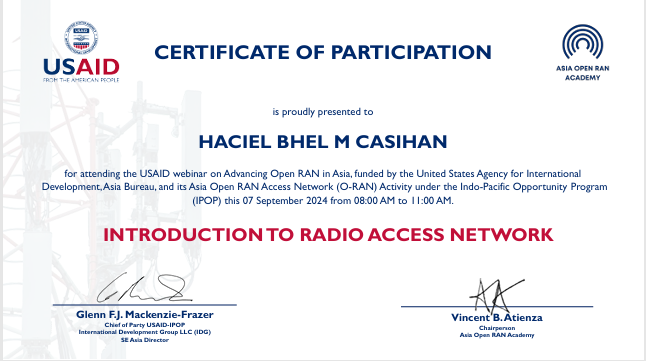 USAID
FROM THE AMERICAN PEOPLE
CERTIFICATE OF PARTICIPATION
ASIA OPEN RAN
ACADEMY
is proudly presented to
HACIEL BHEL M CASIHAN
for attending the USAID webinar on Advancing Open RAN in Asia, funded by the United States Agency for International
Development, Asia Bureau, and its Asia Open RAN Access Network (O-RAN) Activity under the Indo-Pacific Opportunity Program
(IPOP) this 07 September 2024 from 08:00 AM to 11:00 AM.
INTRODUCTION TO RADIO ACCESS NETWORK
Glenn F.J. Mackenzie-Frazer
Chief of Party USAID-IPOP
International Development Group LLC (IDG)
SE Asia Director
Vincent B. Atienza
Chairperson
Asia Open RAN Academy